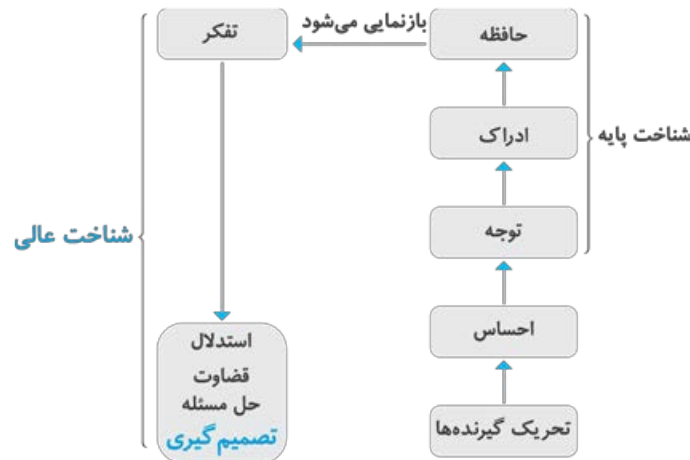 حافظه
بازنمایی می‌شود
تفکر
ادراک
شناخت پایه
توجه
شناخت عالی
احساس
تحریک گیرنده‌ها
استدلال
قضاوت
حل مسئله
تصمیم گیری